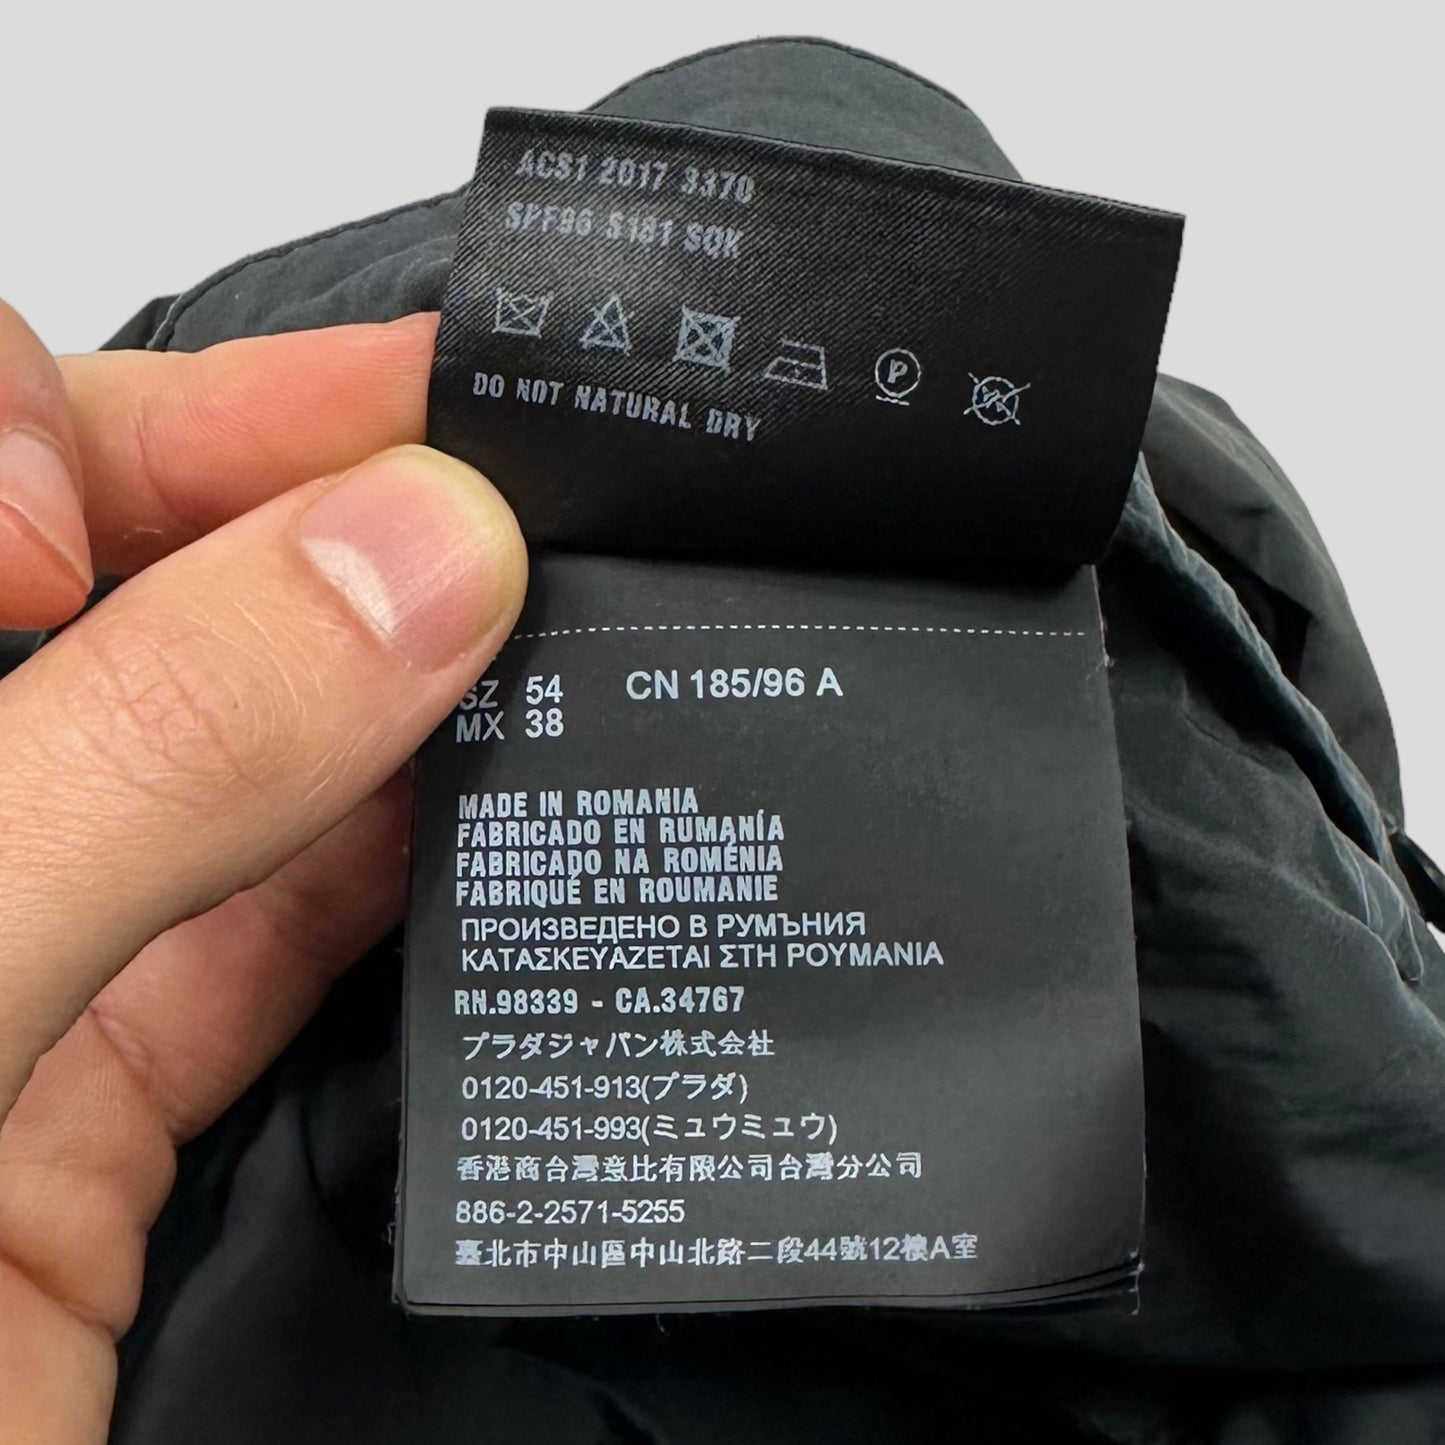 ACS1 2017 3370
SPF96 S181 SQK
P
DO NOT NATURAL DRY
SZ 54 CN 185/96 A
MX 38
MADE IN ROMANIA
FABRICADO EN RUMANÍA
FABRICADO NA ROMÉNIA
FABRIQUÉ EN ROUMANIE
ПРОИЗВЕДЕНО В РУМЪНИЯ
ΚΑΤΑΣΚΕΥΑΖΕΤΑΙ ΣΤΗ ΡΟΥΜΑΝΙΑ
RN.98339 - CA.34767
プラダジャパン株式会社
0120-451-913(プラダ)
0120-451-993(ミュウミュウ)
香港商台灣意比有限公司台灣分公司
886-2-2571-5255
臺北市中山區中山北路二段44號12樓A室